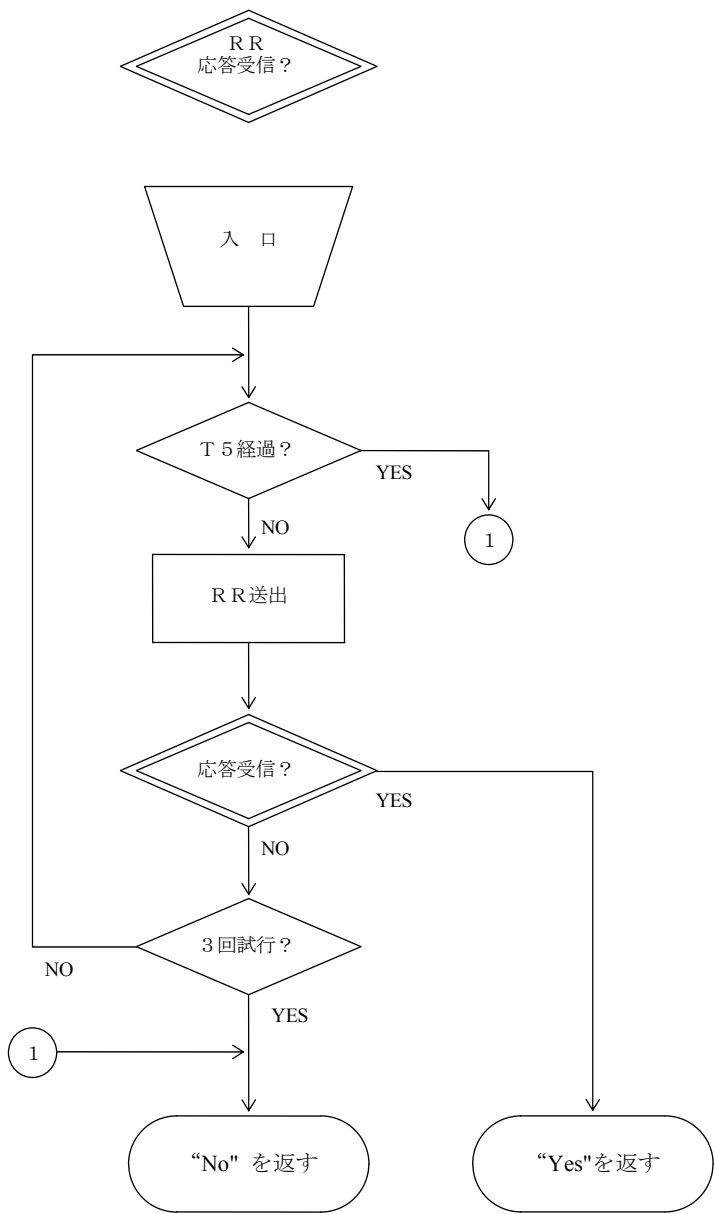 ＲＲ
応答受信？
入　口
Ｔ５経過？
YES
１
NO
ＲＲ送出
応答受信？
YES
NO
３回試行？
NO
YES
１
“No" を返す
“Yes"を返す